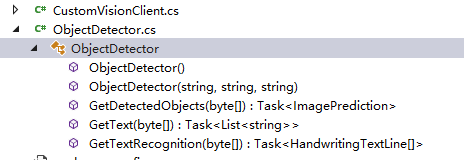 CustomVisionClient.cs
ObjectDetector.cs
ObjectDetector
ObjectDetector()
ObjectDetector(string, string, string)
GetDetectedObjects(byte[]) : Task<ImagePrediction>
GetText(byte[]) : Task<List<string>>
GetTextRecognition(byte[]) : Task<HandwritingTextLine[]>